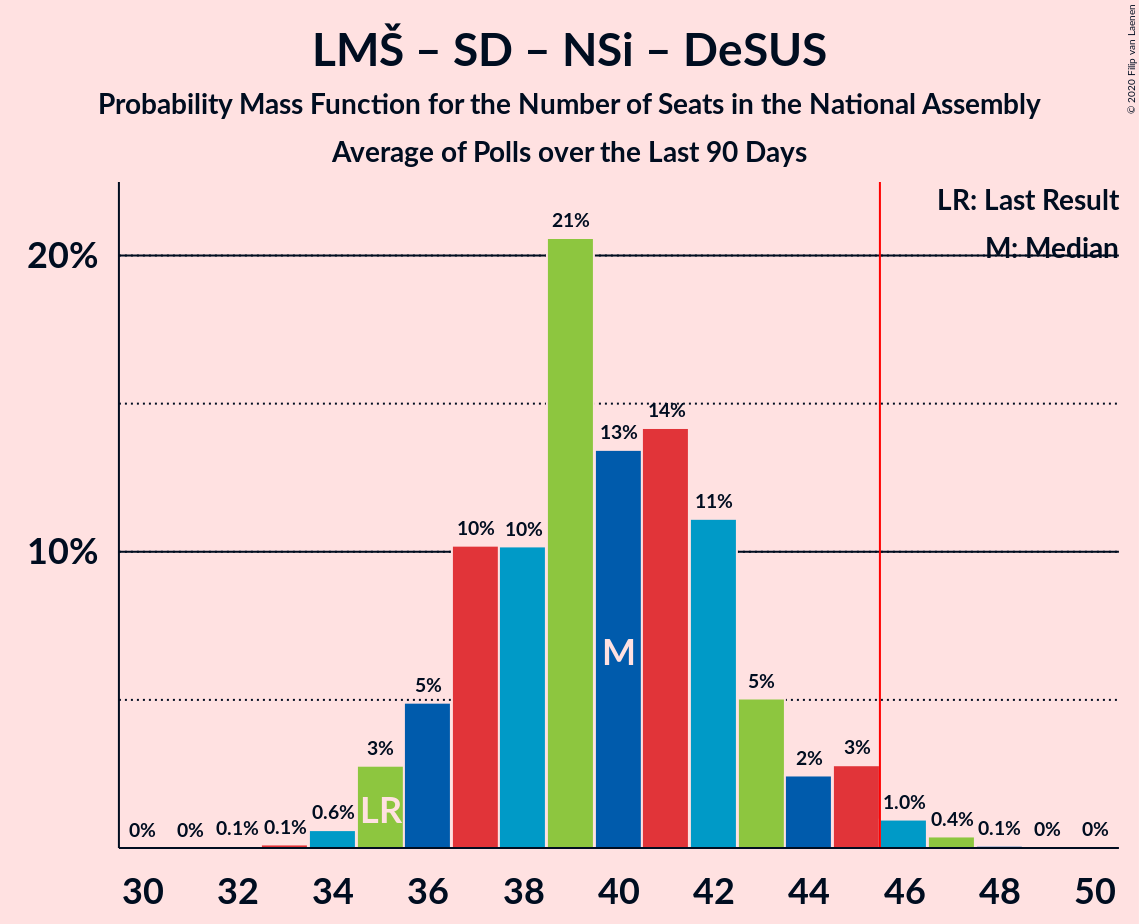 LMŠ – SD – NSi – DeSUS
Probability Mass Function for the Number of Seats in the National Assembly
Average of Polls over the Last 90 Days
© 2020 Filip van Laenen
LR: Last Result
M: Median
20%
10%
0%
0%
0.1%
0.1%
0.6%
3%
5%
10%
10%
21%
13%
14%
11%
5%
2%
3%
1.0%
0.4%
0.1%
0%
0%
LR
M
30 32 34 36 38 40 42 44 46 48 50